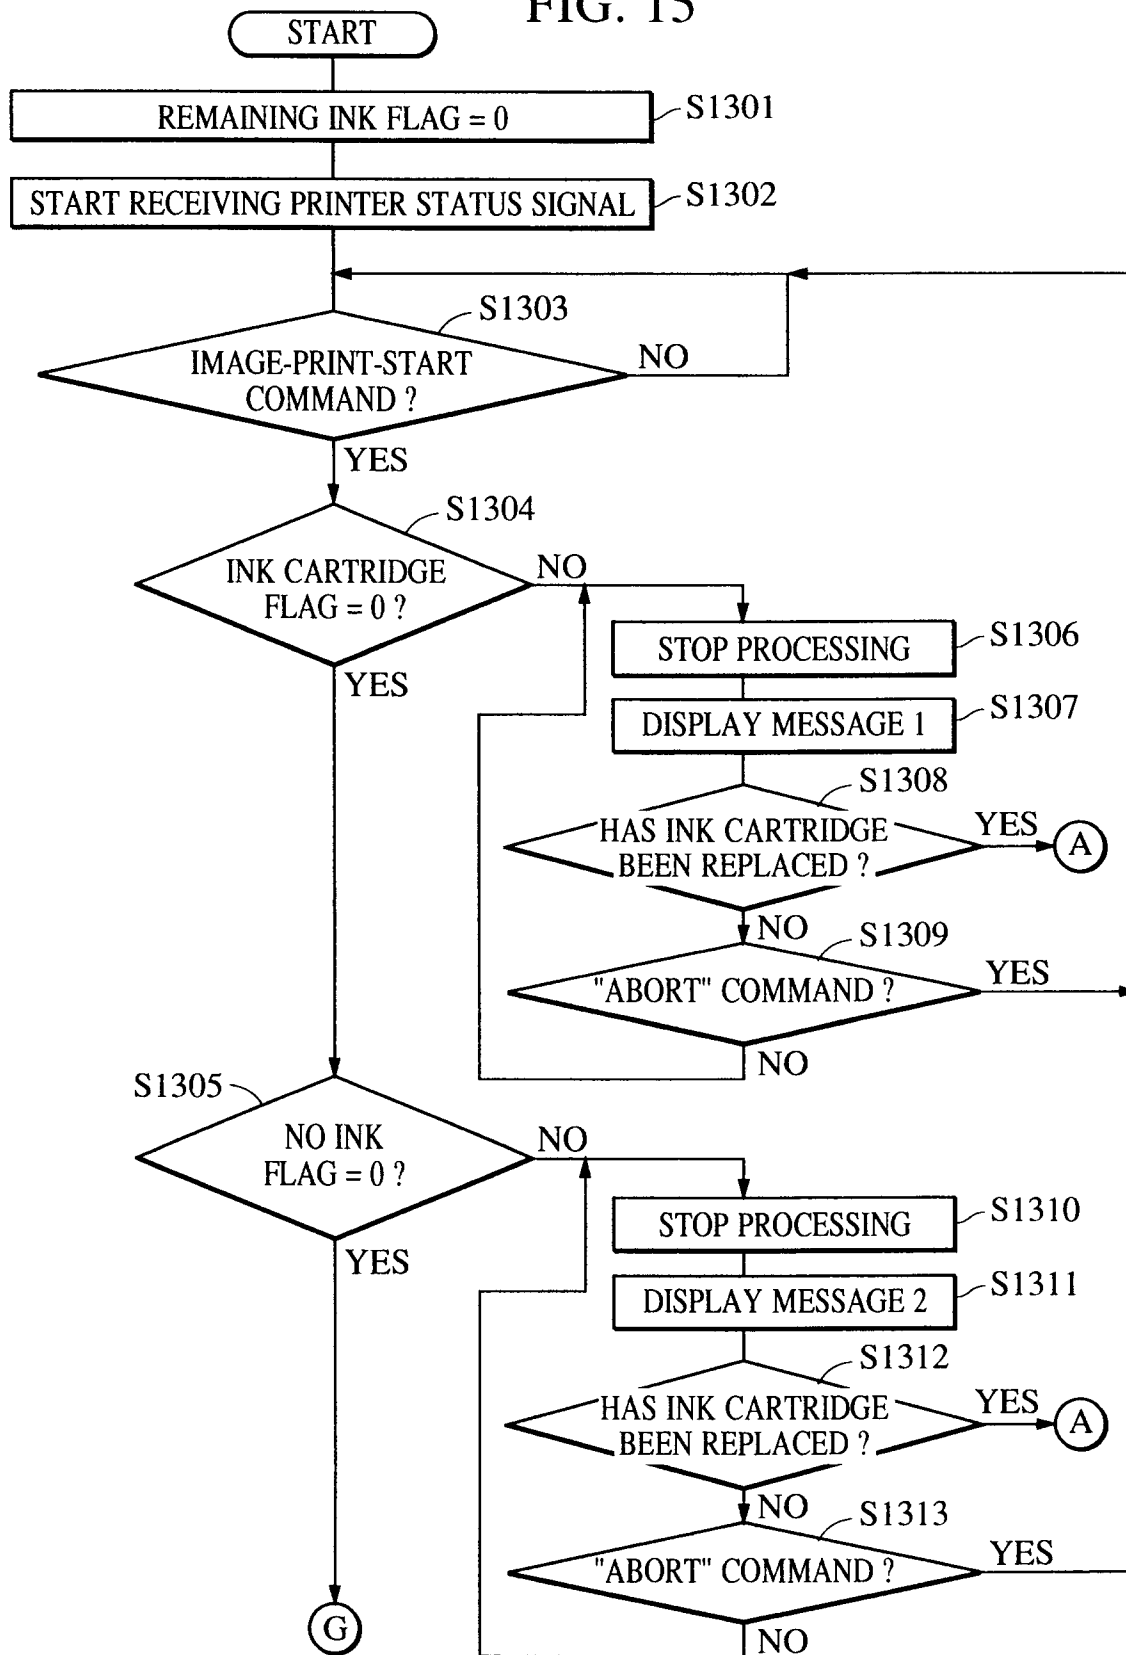 FIG. 15
START
REMAINING INK FLAG = 0
S1301
START RECEIVING PRINTER STATUS SIGNAL
S1302
S1303
IMAGE-PRINT-START
COMMAND ?
NO
YES
S1304
INK CARTRIDGE
FLAG = 0 ?
NO
YES
S1306
STOP PROCESSING
S1307
DISPLAY MESSAGE 1
S1308
HAS INK CARTRIDGE
BEEN REPLACED ?
YES
A
NO
S1309
"ABORT" COMMAND ?
YES
NO
S1305
NO INK
FLAG = 0 ?
NO
YES
S1310
STOP PROCESSING
S1311
DISPLAY MESSAGE 2
S1312
HAS INK CARTRIDGE
BEEN REPLACED ?
YES
A
NO
S1313
"ABORT" COMMAND ?
YES
NO
G